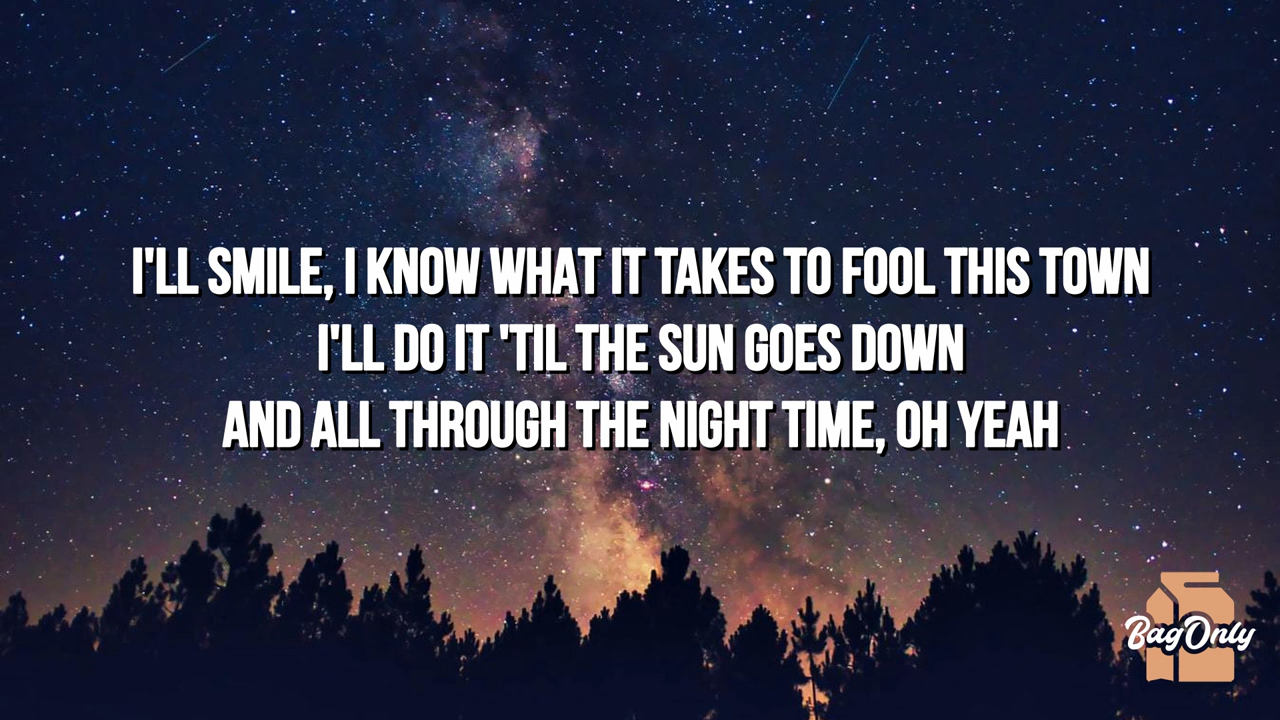 I'LL SMILE, I KNOW WHAT IT TAKES TO FOOL THIS TOWN
I'LL DO IT 'TIL THE SUN GOES DOWN
AND ALL THROUGH THE NIGHT TIME, OH YEAH
BagOnly